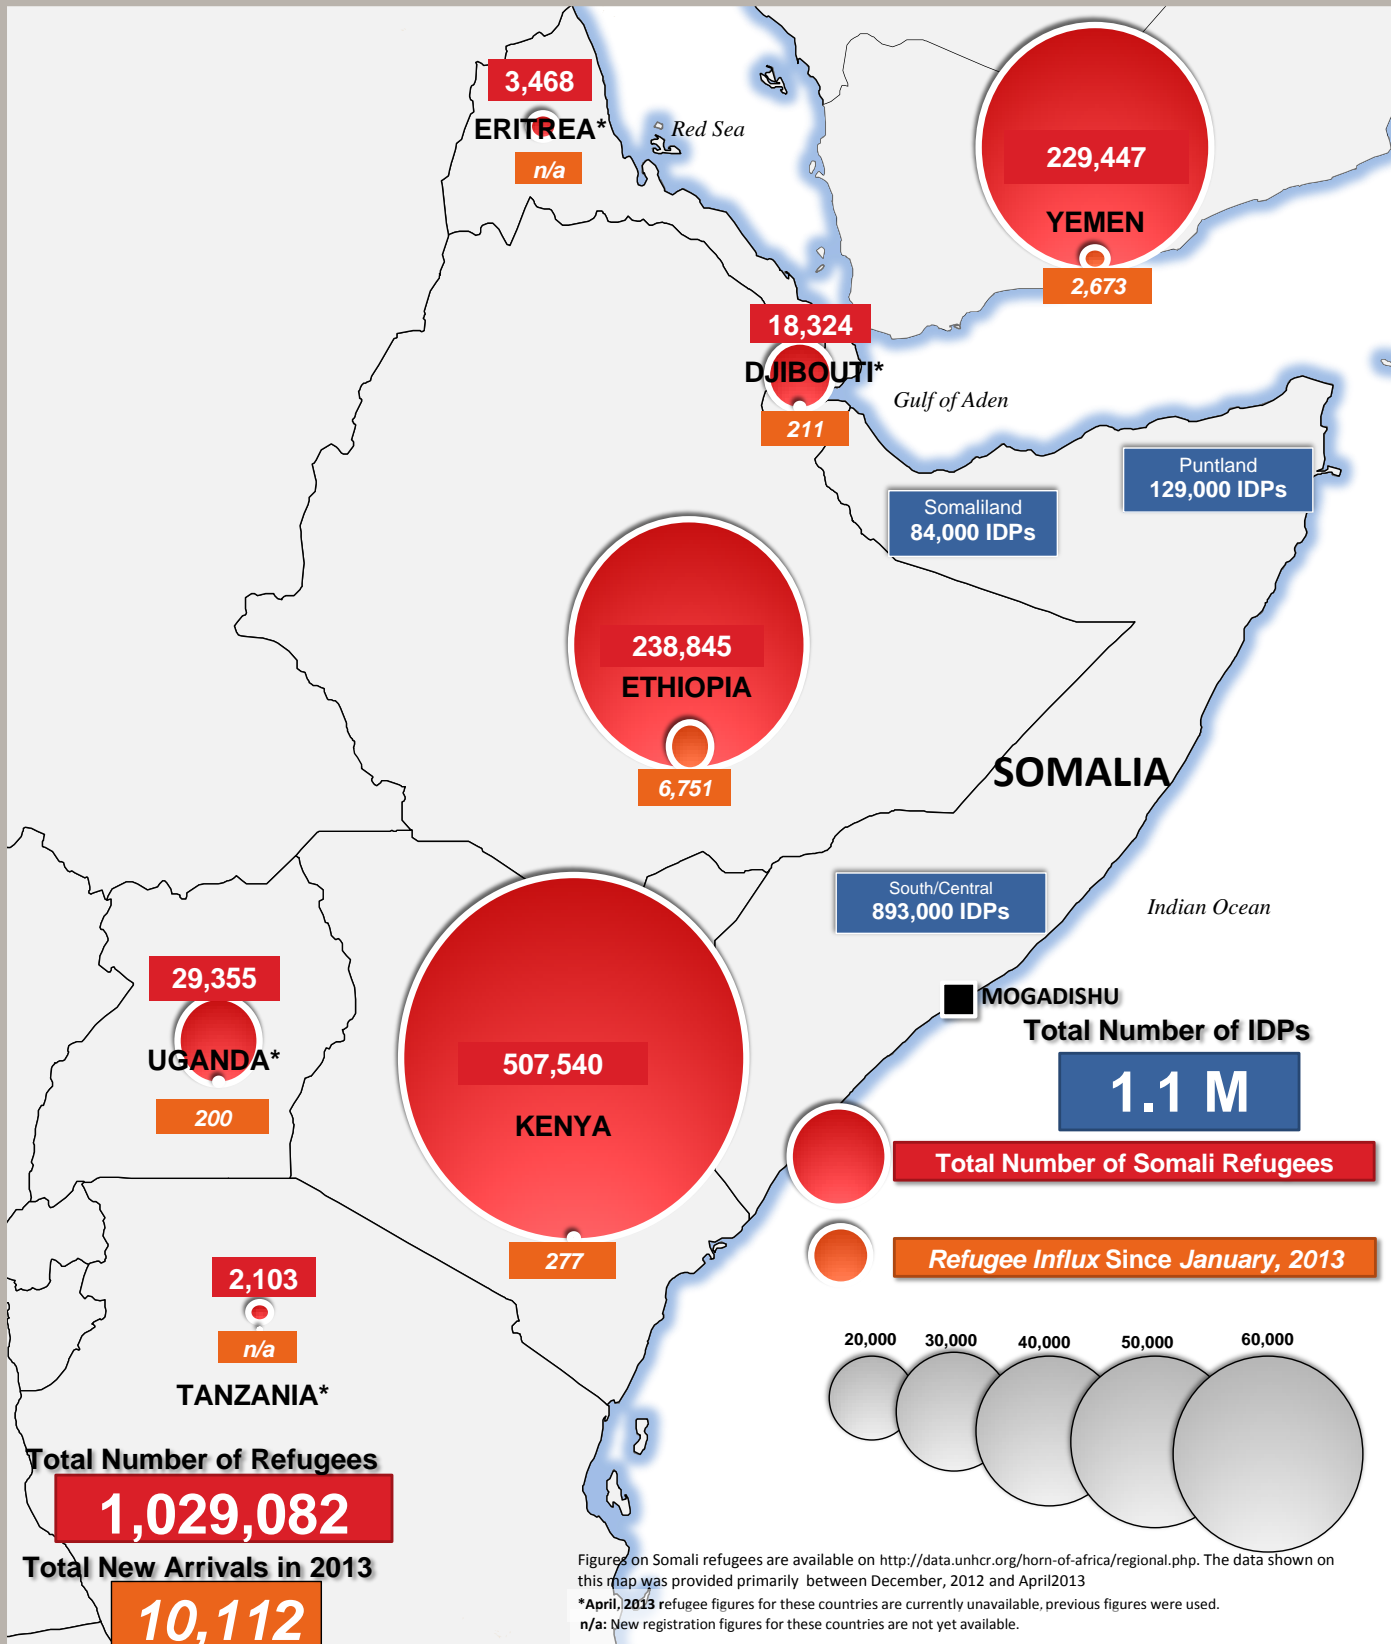 3,468
ERITREA*
n/a
Red Sea
229,447
YEMEN
2,673
18,324
DJIBOUTI*
211
Gulf of Aden
Puntland
129,000 IDPs
Somaliland
84,000 IDPs
238,845
ETHIOPIA
6,751
SOMALIA
South/Central
893,000 IDPs
Indian Ocean
29,355
UGANDA*
200
507,540
KENYA
277
MOGADISHU
Total Number of IDPs
1.1 M
Total Number of Somali Refugees
Refugee Influx Since January, 2013
2,103
n/a
TANZANIA*
20,000
30,000
40,000
50,000
60,000
Total Number of Refugees
1,029,082
Total New Arrivals in 2013
10,112
Figures on Somali refugees are available on http://data.unhcr.org/horn-of-africa/regional.php. The data shown on
this map was provided primarily between December, 2012 and April2013
*April, 2013 refugee figures for these countries are currently unavailable, previous figures were used.
n/a: New registration figures for these countries are not yet available.